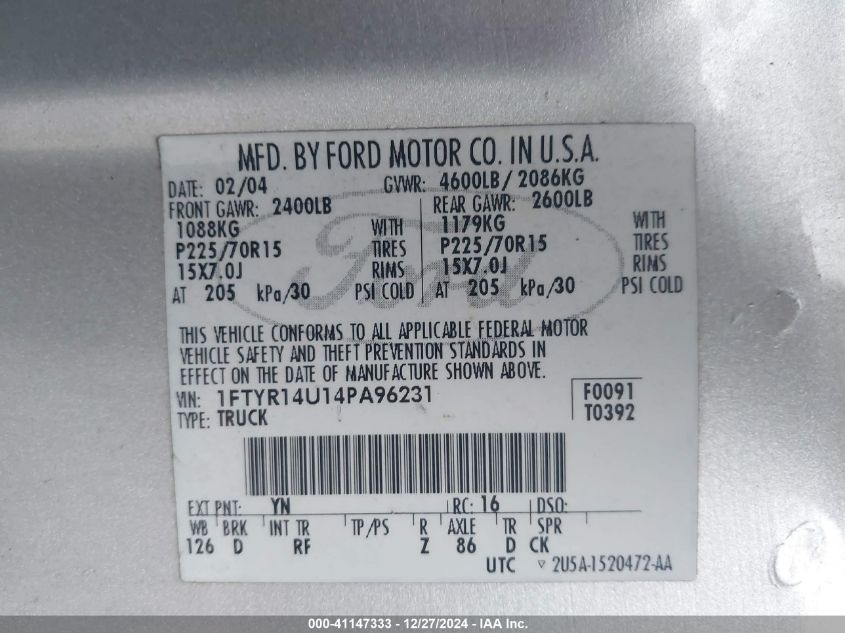 MFD. BY FORD MOTOR CO. IN U.S.A.
DATE: 02/04 GVWR: 4600LB/ 2086KG
FRONT GAWR: 2400LB REAR GAWR: 2600LB
1088KG WITH 1179KG WITH
P225/70R15 TIRES P225/70R15 TIRES
15X7.0J RIMS 15X7.0J RIMS
AT 205 kPa/30 PSI COLD AT 205 kPa/30 PSI COLD
Ford
THIS VEHICLE CONFORMS TO ALL APPLICABLE FEDERAL MOTOR
VEHICLE SAFETY AND THEFT PREVENTION STANDARDS IN
EFFECT ON THE DATE OF MANUFACTURE SHOWN ABOVE.
VIN: 1FTYR14U14PA96231 F0091
TYPE: TRUCK T0392
EXT PNT: YN RC: 16 DSO:
WB BRK INT TR TP/PS R AXLE TR SPR
126 D RF Z 86 D CK
UTC 2U5A-1520472-AA
000-41147333 - 12/27/2024 - IAA Inc.